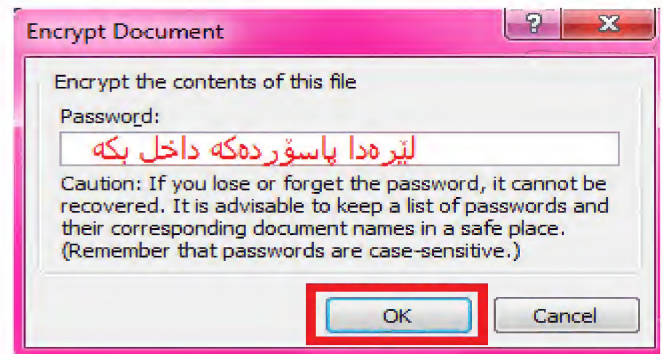 Encrypt Document
Encrypt the contents of this file
Password:
لێرەدا پاسۆردەکە داخل بکە
Caution: If you lose or forget the password, it cannot be
recovered. It is advisable to keep a list of passwords and
their corresponding document names in a safe place.
(Remember that passwords are case-sensitive.)
OK
Cancel